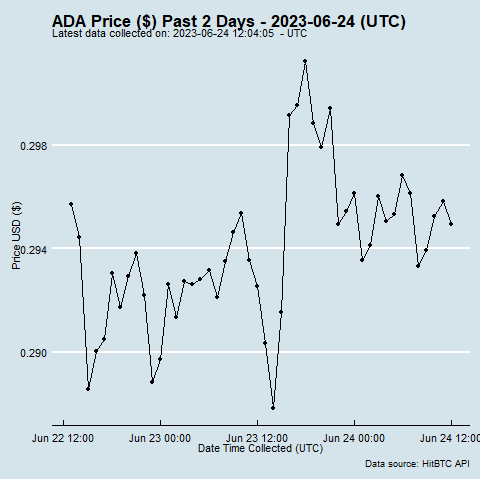 ADA Price ($) Past 2 Days - 2023-06-24 (UTC)
Latest data collected on: 2023-06-24 12:04:05 - UTC
0.298
0.294
0.290
Price USD ($)
Jun 22 12:00 Jun 23 00:00 Jun 23 12:00 Jun 24 00:00 Jun 24 12:00
Date Time Collected (UTC)
Data source: HitBTC API